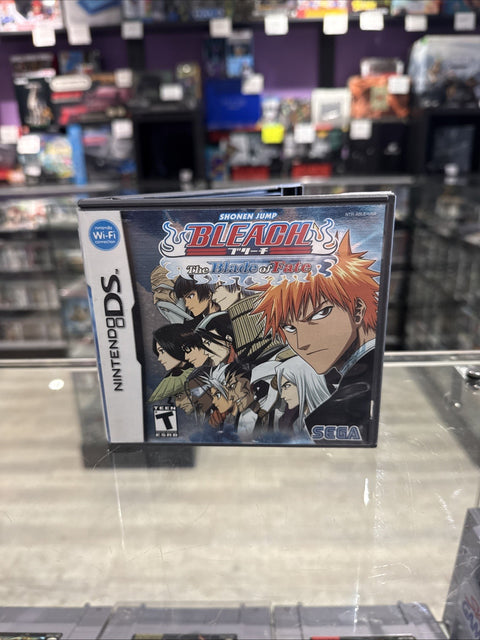 SHONEN JUMP
BLEACH
ブリーチ
The Blade of Fate
Nintendo
Wi-Fi
connection
NINTENDO DS
TEEN
T
ESRB
SEGA